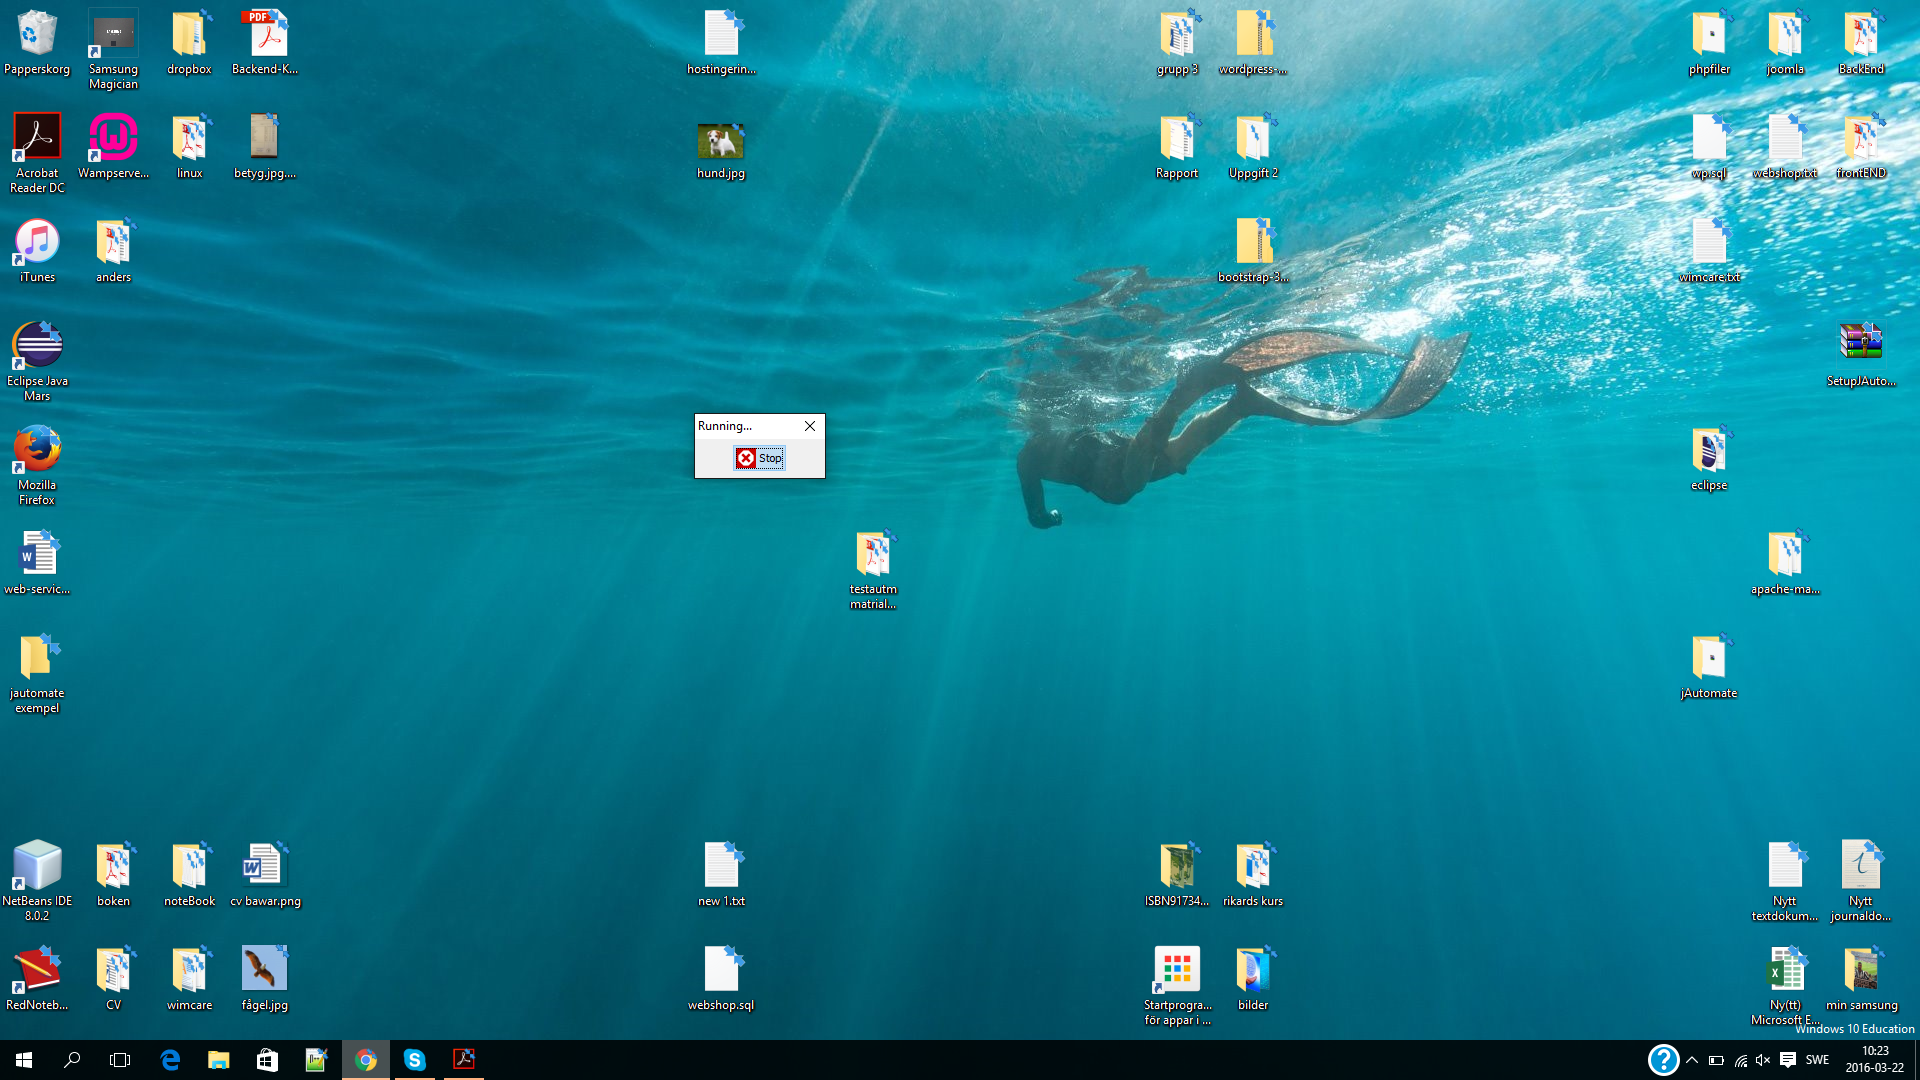 Papperskorg
Samsung
Magician
dropbox
PDF
Backend-K...
hostingerin...
grupp 3
wordpress-...
phpfiler
joomla
BackEnd
Acrobat
Reader DC
Wampserve...
linux
betyg.jpg....
hund.jpg
Rapport
Uppgift 2
wp.sql
webshop.txt
frontEND
iTunes
anders
bootstrap-3...
wimcare.txt
Eclipse Java
Mars
SetupJAuto...
Running...
Stop
Mozilla
Firefox
eclipse
web-servic...
testautm
matrial...
apache-ma...
jautomate
exempel
jAutomate
NetBeans IDE
8.0.2
boken
noteBook
cv bawar.png
new 1.txt
ISBN91734...
rikards kurs
Nytt
textdokum...
Nytt
journaldo...
RedNoteb...
CV
wimcare
fågel.jpg
webshop.sql
Startprogra...
för appar i ...
bilder
Ny(tt)
Microsoft E...
min samsung
Windows 10 Education
SWE
10:23
2016-03-22